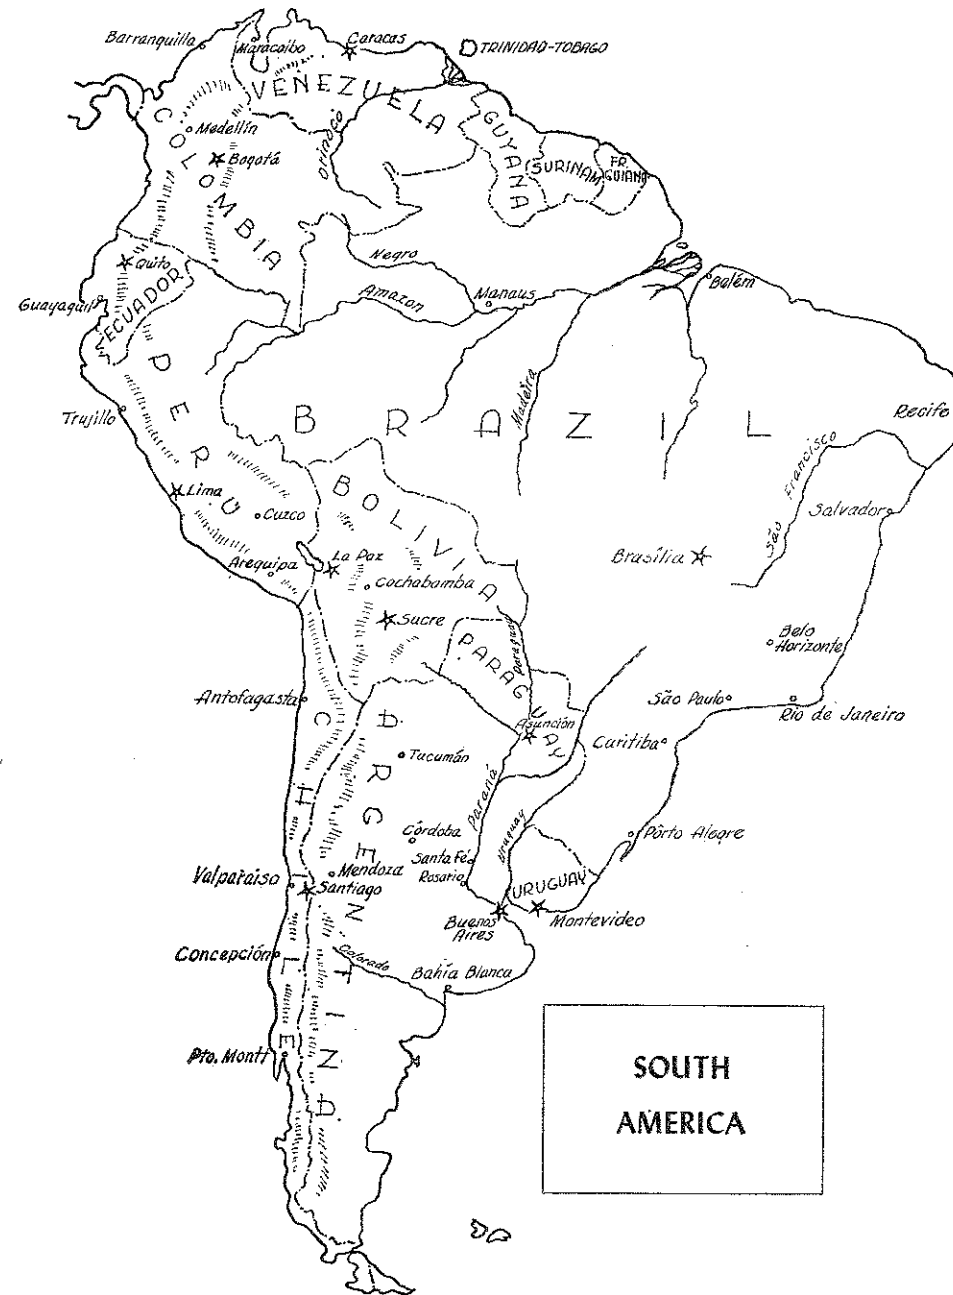 Barranquilla
Maracaibo
Caracas
TRINIDAD-TOBAGO
VENEZUELA
COLOMBIA
Medellín
Bogotá
Orinoco
GUYANA
SURINAM
FR. GUIANA
Quito
Negro
Guayaquil
ECUADOR
Amazon
Manaus
Belém
PERU
Trujillo
BRAZIL
Madeira
Recife
São Francisco
Lima
Cuzco
BOLIVIA
Salvador
Arequipa
La Paz
Cochabamba
Brasília
Sucre
PARAGUAY
Paraguay
Belo
Horizonte
Antofagasta
CHILE
ARGENTINA
São Paulo
Rio de Janeiro
Asunción
Curitiba
Tucumán
Paraná
Uruguay
Córdoba
Santa Fé
Rosario
Pôrto Alegre
Valparaiso
Mendoza
Santiago
URUGUAY
Buenos
Aires
Montevideo
Concepción
Colorado
Bahía Blanca
Pto. Montt
SOUTH
AMERICA